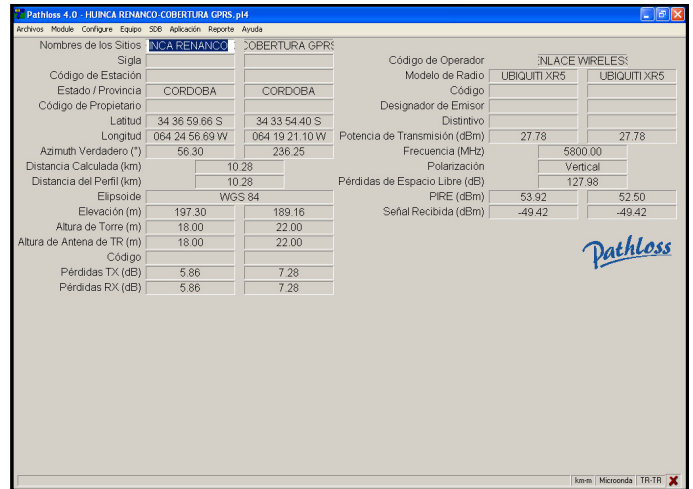 Pathloss 4.0 - HUINCA RENANCO-COBERTURA GPRS.pl4
Archivos Module Configure Equipo SDB Aplicación Reporte Ayuda
Nombres de los Sitios INCA RENANCO COBERTURA GPRS
Sigla
Código de Estación
Estado / Provincia CORDOBA CORDOBA
Código de Propietario
Latitud 34 36 59.66 S 34 33 54.40 S
Longitud 064 24 56.69 W 064 19 21.10 W
Azimuth Verdadero (°) 56.30 236.25
Distancia Calculada (km) 10.28
Distancia del Perfil (km) 10.28
Elipsoide WGS 84
Elevación (m) 197.30 189.16
Altura de Torre (m) 18.00 22.00
Altura de Antena de TR (m) 18.00 22.00
Código
Pérdidas TX (dB) 5.86 7.28
Pérdidas RX (dB) 5.86 7.28
Código de Operador ENLACE WIRELESS
Modelo de Radio UBIQUITI XR5 UBIQUITI XR5
Código
Designador de Emisor
Distintivo
Potencia de Transmisión (dBm) 27.78 27.78
Frecuencia (MHz) 5800.00
Polarización Vertical
Pérdidas de Espacio Libre (dB) 127.98
PIRE (dBm) 53.92 52.50
Señal Recibida (dBm) -49.42 -49.42
Pathloss
km-m Microonda TR-TR